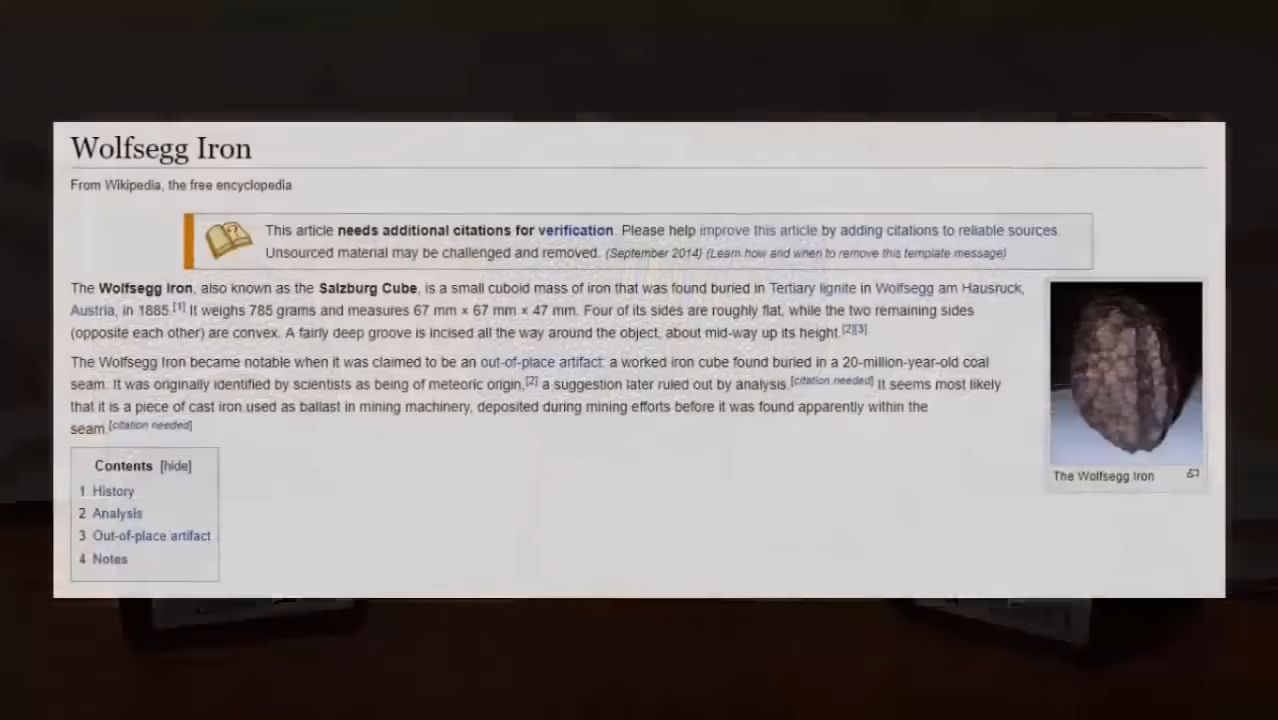 Wolfsegg Iron
From Wikipedia, the free encyclopedia
This article needs additional citations for verification. Please help improve this article by adding citations to reliable sources.
Unsourced material may be challenged and removed. (September 2014) (Learn how and when to remove this template message)
The Wolfsegg Iron, also known as the Salzburg Cube, is a small cuboid mass of iron that was found buried in Tertiary lignite in Wolfsegg am Hausruck,
Austria, in 1885.[1] It weighs 785 grams and measures 67 mm × 67 mm × 47 mm. Four of its sides are roughly flat, while the two remaining sides
(opposite each other) are convex. A fairly deep groove is incised all the way around the object, about mid-way up its height.[2][3]
The Wolfsegg Iron became notable when it was claimed to be an out-of-place artifact: a worked iron cube found buried in a 20-million-year-old coal
seam. It was originally identified by scientists as being of meteoric origin,[2] a suggestion later ruled out by analysis.[citation needed] It seems most likely
that it is a piece of cast iron used as ballast in mining machinery, deposited during mining efforts before it was found apparently within the
seam.[citation needed]
The Wolfsegg Iron
Contents [hide]
1 History
2 Analysis
3 Out-of-place artifact
4 Notes